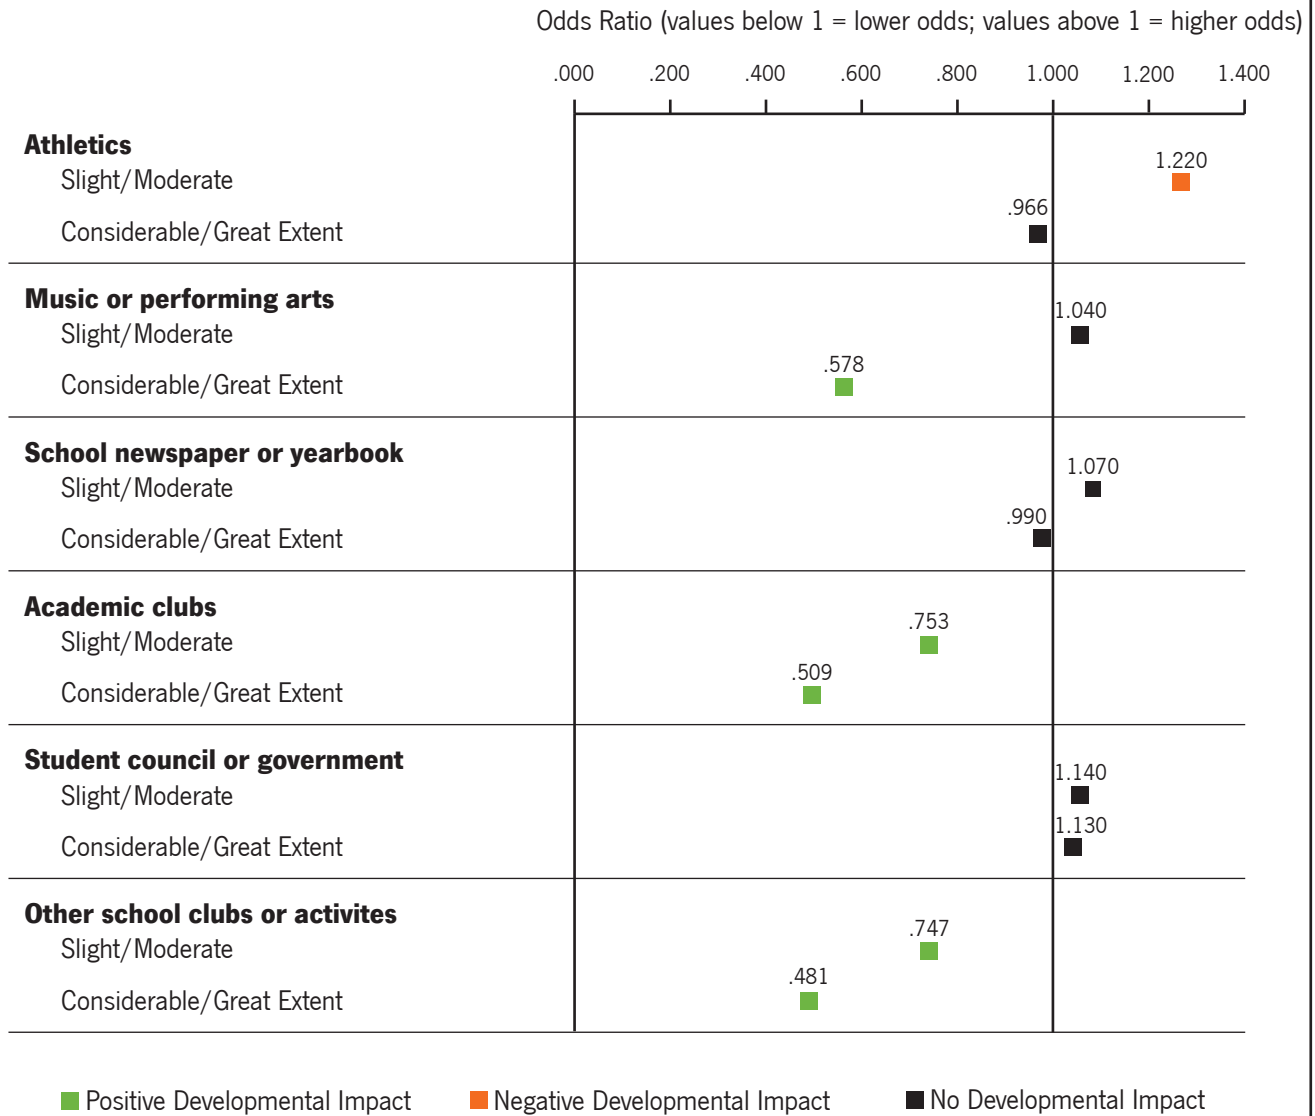 Odds Ratio (values below 1 = lower odds; values above 1 = higher odds)
.000 .200 .400 .600 .800 1.000 1.200 1.400
Athletics
Slight/Moderate 1.220
Considerable/Great Extent .966
Music or performing arts
Slight/Moderate 1.040
Considerable/Great Extent .578
School newspaper or yearbook
Slight/Moderate 1.070
Considerable/Great Extent .990
Academic clubs
Slight/Moderate .753
Considerable/Great Extent .509
Student council or government
Slight/Moderate 1.140
Considerable/Great Extent 1.130
Other school clubs or activites
Slight/Moderate .747
Considerable/Great Extent .481
Positive Developmental Impact Negative Developmental Impact No Developmental Impact